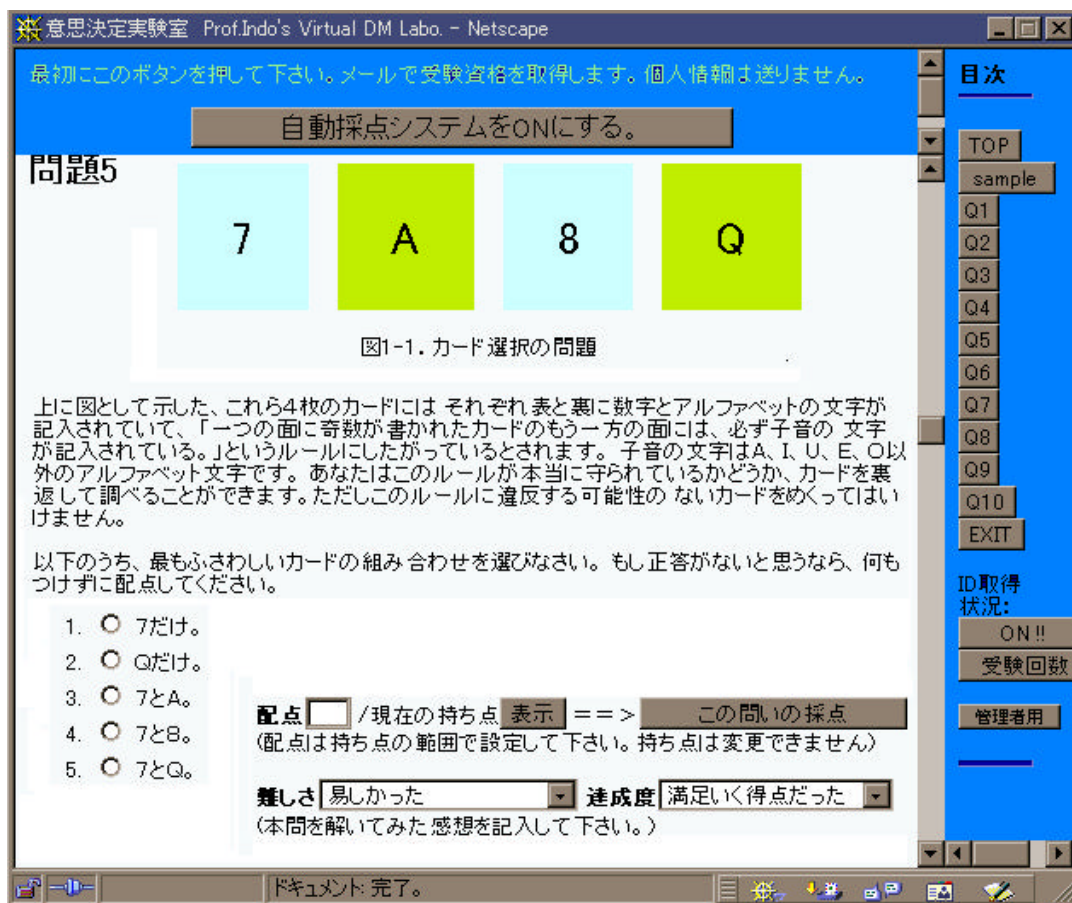 意思決定実験室 Prof.Indo's Virtual DM Labo. - Netscape
最初にこのボタンを押して下さい。メールで受験資格を取得します。個人情報は送りません。
自動採点システムをONにする。
問題5
7 A 8 Q
図1-1. カード選択の問題
上に図として示した、これら4枚のカードには それぞれ表と裏に数字とアルファベットの文字が
記入されていて、「一つの面に奇数が書かれたカードのもう一方の面には、必ず子音の 文字
が記入されている。」というルールにしたがっているとされます。 子音の文字はA、I、U、E、O以
外のアルファベット文字です。 あなたはこのルールが本当に守られているかどうか、カードを裏
返して調べることができます。ただしこのルールに違反する可能性の ないカードをめくってはい
けません。
以下のうち、最もふさわしいカードの組み合わせを選びなさい。もし正答がないと思うなら、何も
つけずに配点してください。
1. 7だけ。
2. Qだけ。
3. 7とA。
4. 7と8。
5. 7とQ。
配点 /現在の持ち点 表示 ==> この問いの採点
(配点は持ち点の範囲で設定して下さい。持ち点は変更できません)
難しさ 易しかった 達成度 満足いく得点だった
(本問を解いてみた感想を記入して下さい。)
目次
TOP
sample
Q1
Q2
Q3
Q4
Q5
Q6
Q7
Q8
Q9
Q10
EXIT
ID取得
状況:
ON!!
受験回数
管理者用
ドキュメント: 完了。